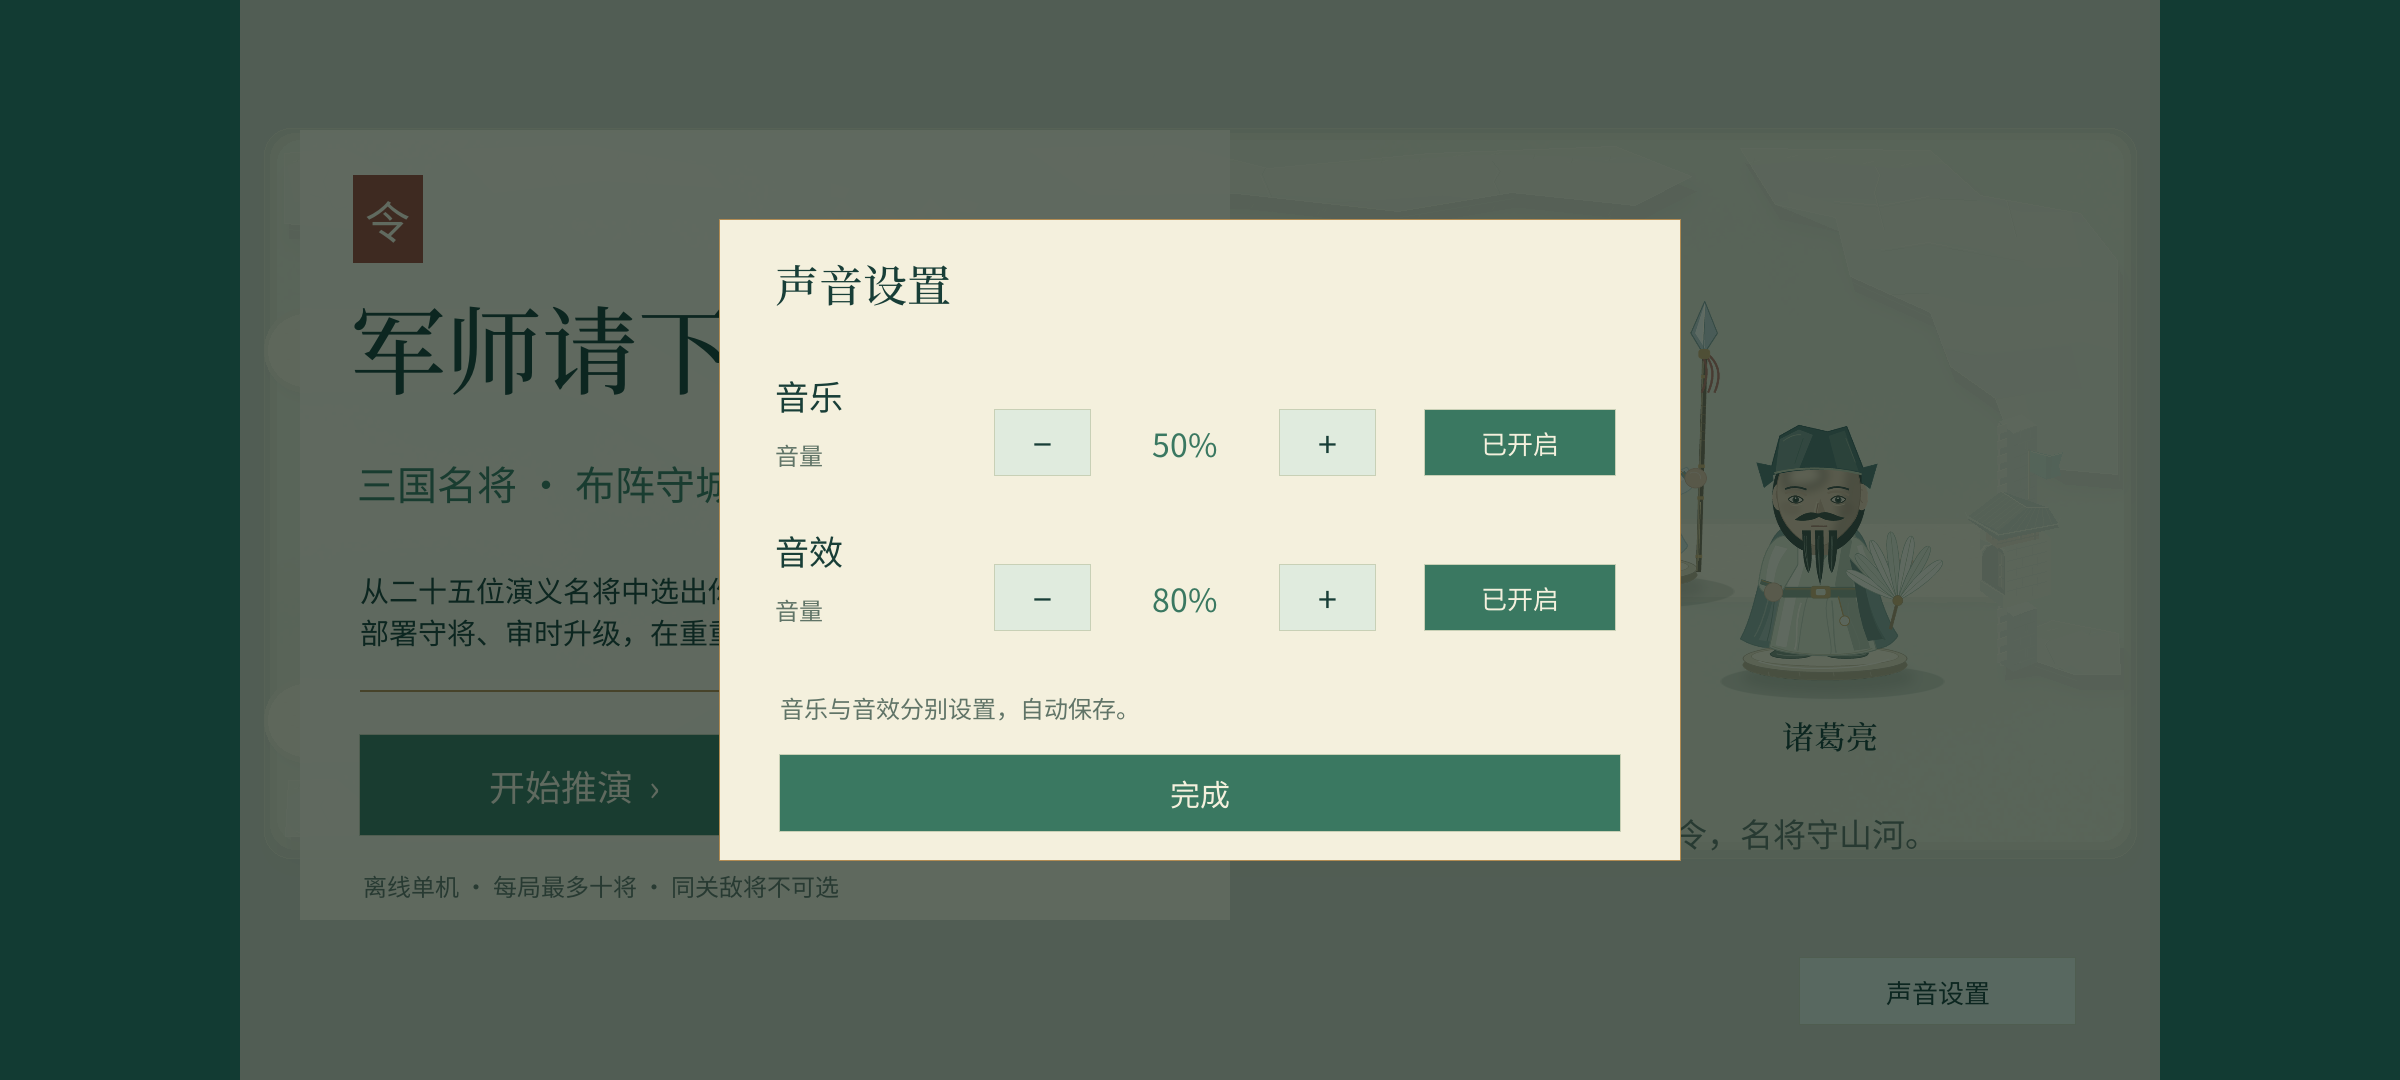 令
军师请下
三国名将 · 布阵守城
从二十五位演义名将中选出
部署守将、审时升级，在重重
开始推演 ›
离线单机 · 每局最多十将 · 同关敌将不可选
声音设置
音乐
音量
− 50% + 已开启
音效
音量
− 80% + 已开启
音乐与音效分别设置，自动保存。
完成
诸葛亮
令，名将守山河。
声音设置